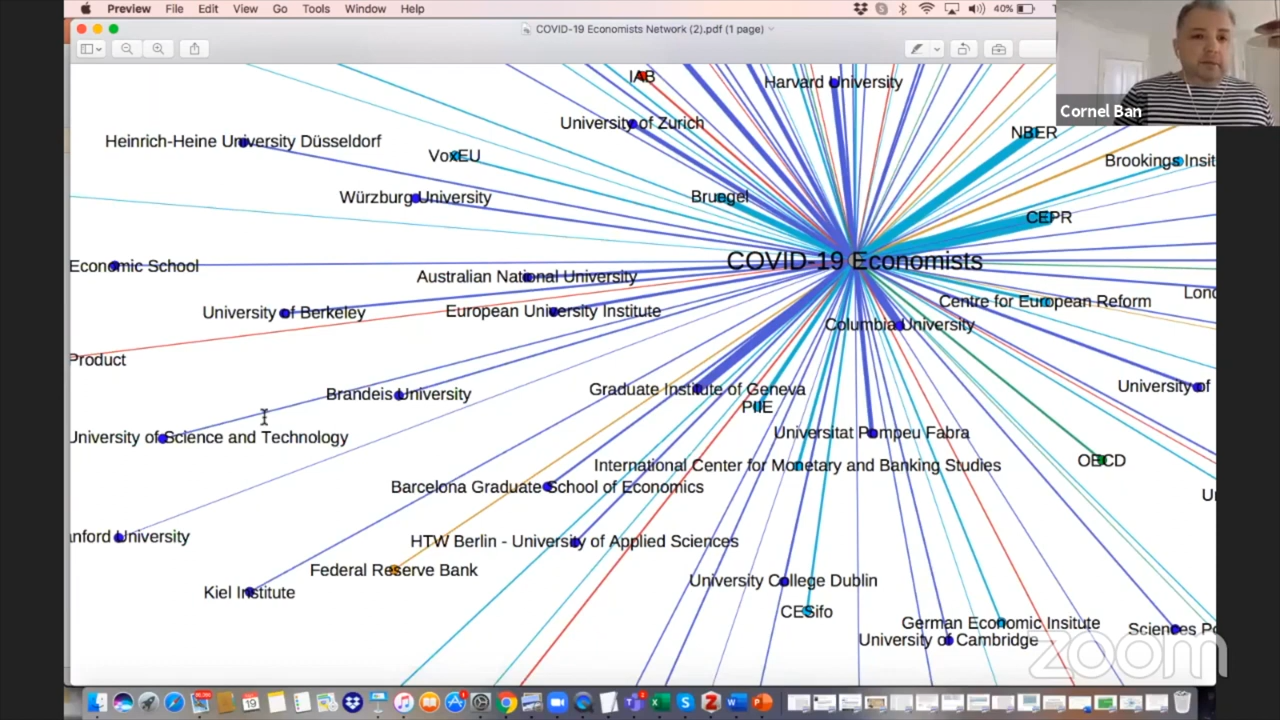 Preview File Edit View Go Tools Window Help
40%
COVID-19 Economists Network (2).pdf (1 page)
IAB
Harvard University
Cornel Ban
University of Zurich
NBER
Heinrich-Heine University Düsseldorf
VoxEU
Brookings Insit
Würzburg University
Bruegel
CEPR
COVID-19 Economists
Economic School
Australian National University
Centre for European Reform
Lond
University of Berkeley
European University Institute
Columbia University
Product
Graduate Institute of Geneva
University of
Brandeis University
PIIE
University of Science and Technology
Universitat Pompeu Fabra
International Center for Monetary and Banking Studies
OECD
Barcelona Graduate School of Economics
nford University
HTW Berlin - University of Applied Sciences
Federal Reserve Bank
University College Dublin
Kiel Institute
CESifo
German Economic Insitute
University of Cambridge
Sciences Po
zoom